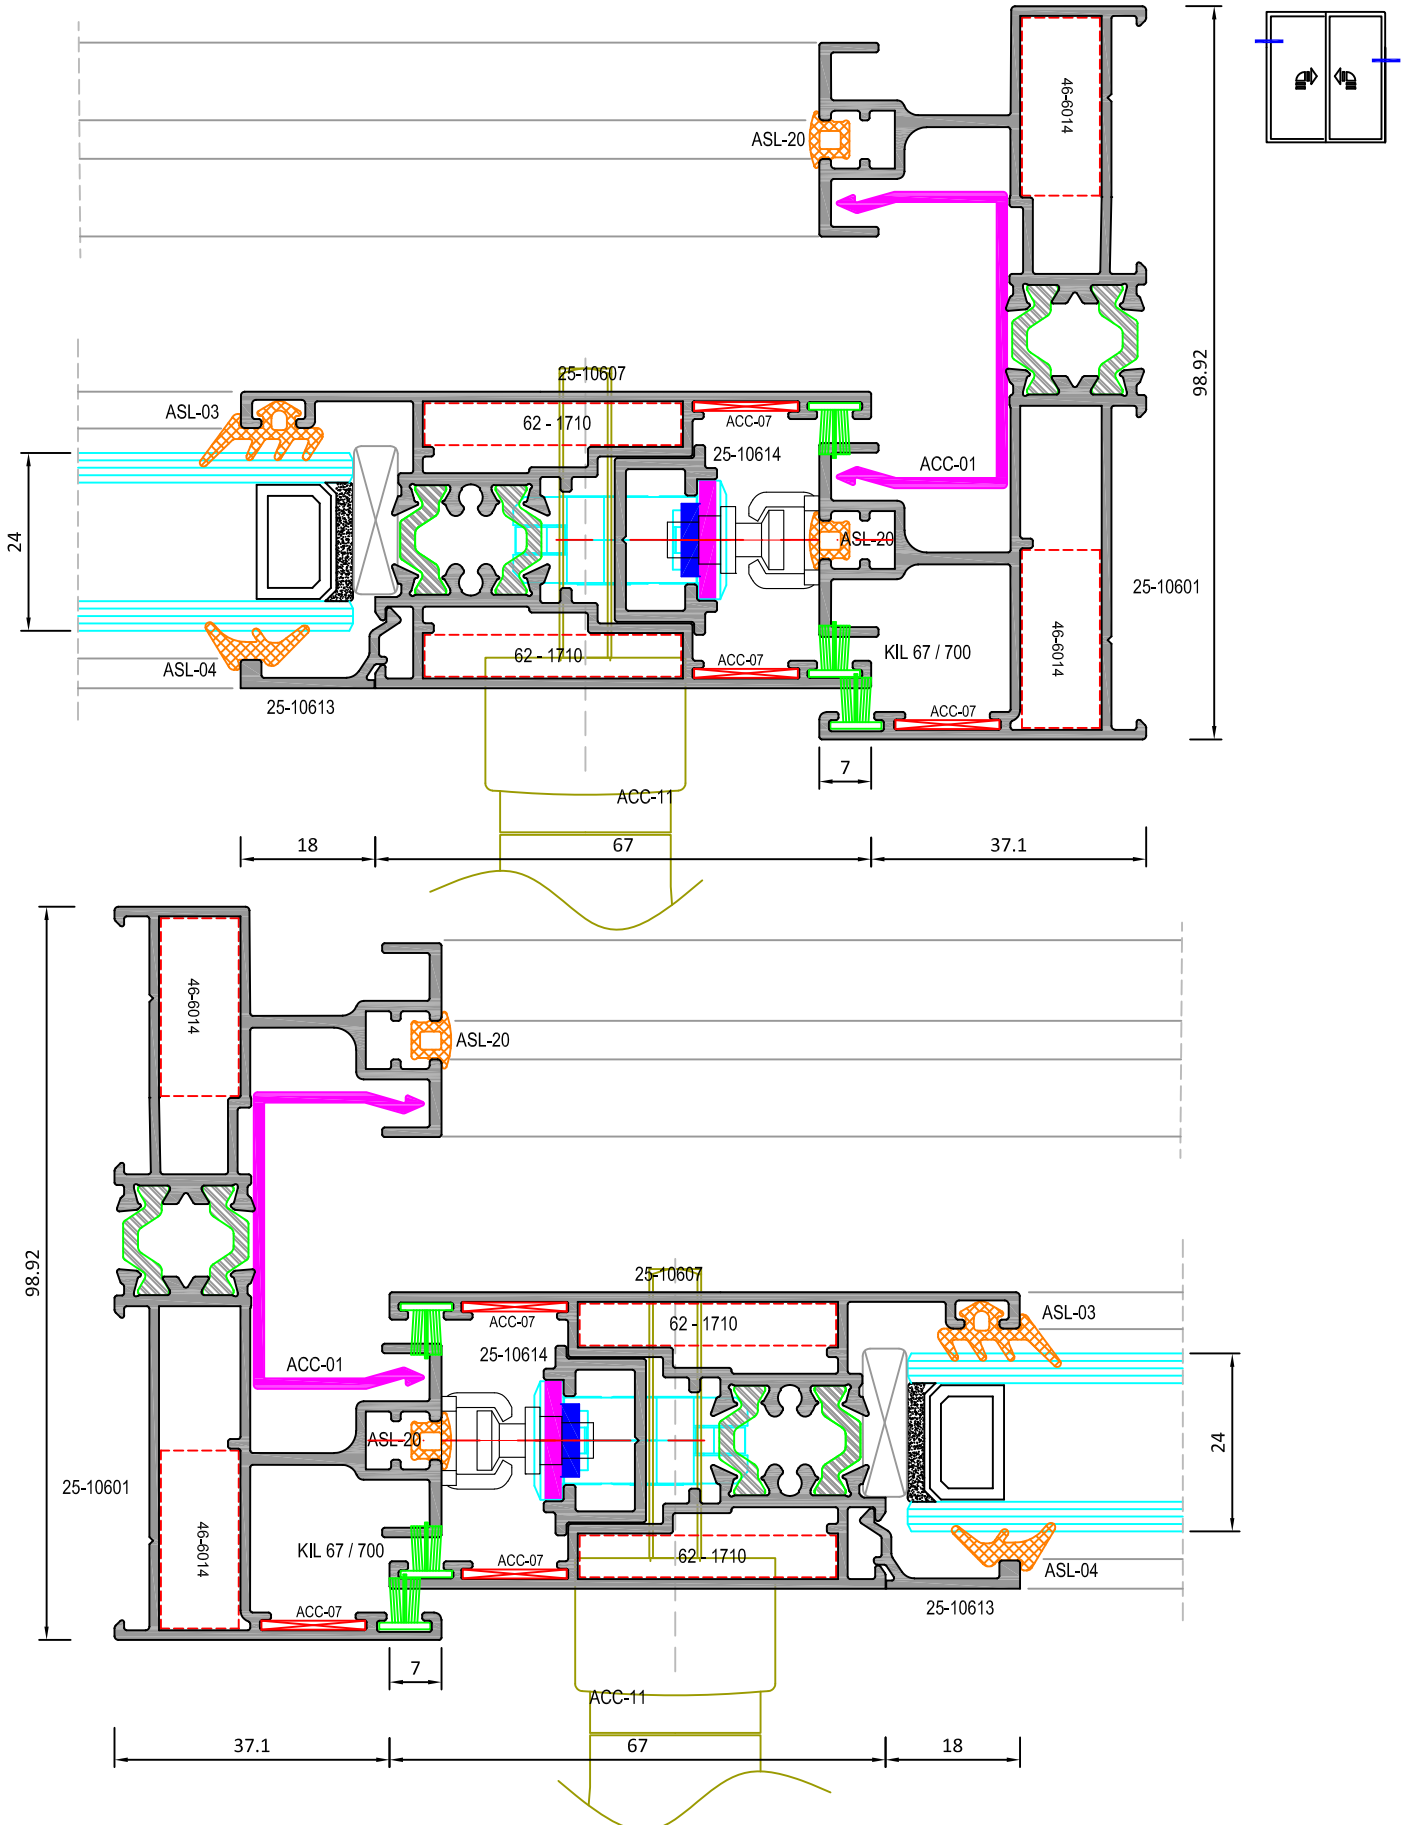 46-6014
ASL-20
98.92
25-10607
ASL-03
62 - 1710
ACC-07
25-10614
ACC-01
24
ASL-20
25-10601
46-6014
KIL 67 / 700
62 - 1710
ACC-07
ASL-04
25-10613
ACC-07
7
ACC-11
18
67
37.1
46-6014
ASL-20
98.92
25-10607
ASL-03
ACC-07
62 - 1710
25-10614
ACC-01
24
ASL-20
25-10601
46-6014
KIL 67 / 700
ACC-07
62 - 1710
ASL-04
25-10613
ACC-07
7
ACC-11
37.1
67
18